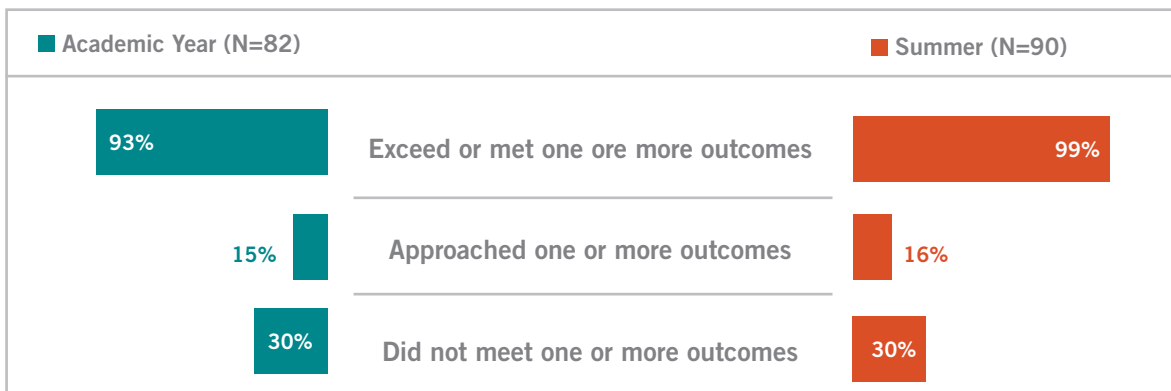 Academic Year (N=82)
Summer (N=90)
93%
Exceed or met one ore more outcomes
99%
15%
Approached one or more outcomes
16%
30%
Did not meet one or more outcomes
30%